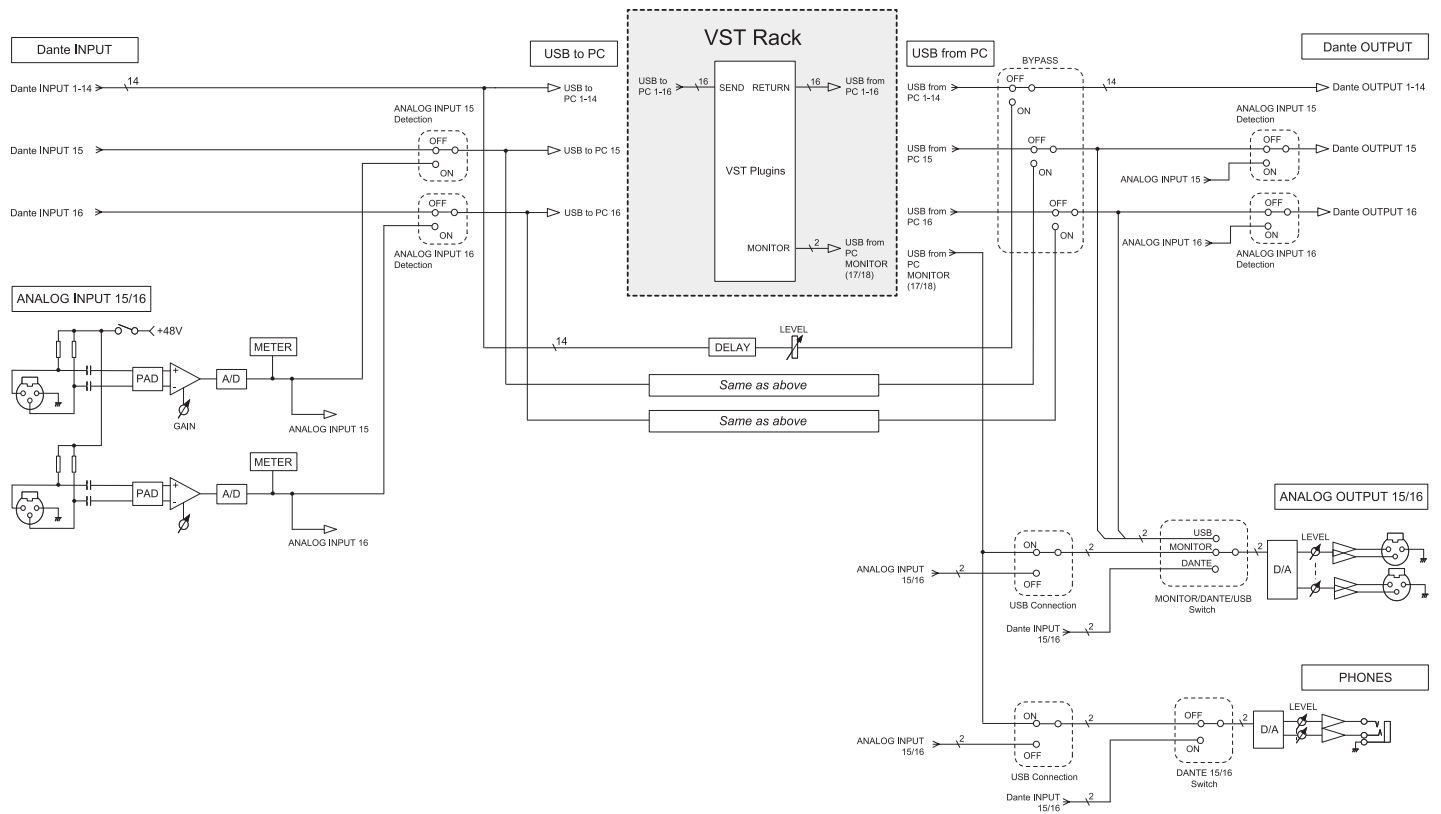 Dante INPUT
USB to PC
VST Rack
USB from PC
Dante OUTPUT
BYPASS
Dante INPUT 1-14
14
USB to
PC 1-14
USB to
PC 1-16
16
SEND
RETURN
16
USB from
PC 1-16
USB from
PC 1-14
OFF
ON
14
Dante OUTPUT 1-14
ANALOG INPUT 15
Detection
OFF
ON
Dante INPUT 15
USB to PC 15
VST Plugins
USB from
PC 15
OFF
ON
ANALOG INPUT 15
Detection
OFF
ON
ANALOG INPUT 15
Dante OUTPUT 15
Dante INPUT 16
OFF
ON
ANALOG INPUT 16
Detection
USB to PC 16
USB from
PC 16
OFF
ON
OFF
ON
ANALOG INPUT 16
ANALOG INPUT 16
Detection
Dante OUTPUT 16
MONITOR
2
USB from
PC
MONITOR
(17/18)
USB from
PC
MONITOR
(17/18)
ANALOG INPUT 15/16
+48V
PAD
+
-
GAIN
A/D
METER
ANALOG INPUT 15
14
DELAY
LEVEL
Same as above
Same as above
PAD
+
-
A/D
METER
ANALOG INPUT 16
ANALOG OUTPUT 15/16
ANALOG INPUT
15/16
2
ON
OFF
USB Connection
2
2
USB
MONITOR
DANTE
MONITOR/DANTE/USB
Switch
2
D/A
LEVEL
Dante INPUT
15/16
2
PHONES
ANALOG INPUT
15/16
2
ON
OFF
USB Connection
2
OFF
ON
DANTE 15/16
Switch
2
D/A
LEVEL
Dante INPUT
15/16
2